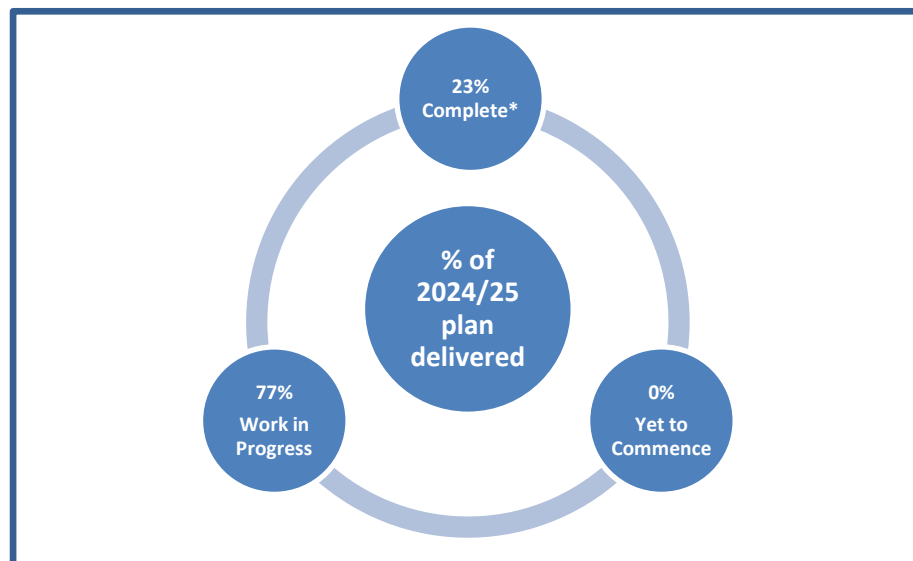 23%
Complete*
% of
2024/25
plan
delivered
77%
Work in
Progress
0%
Yet to
Commence